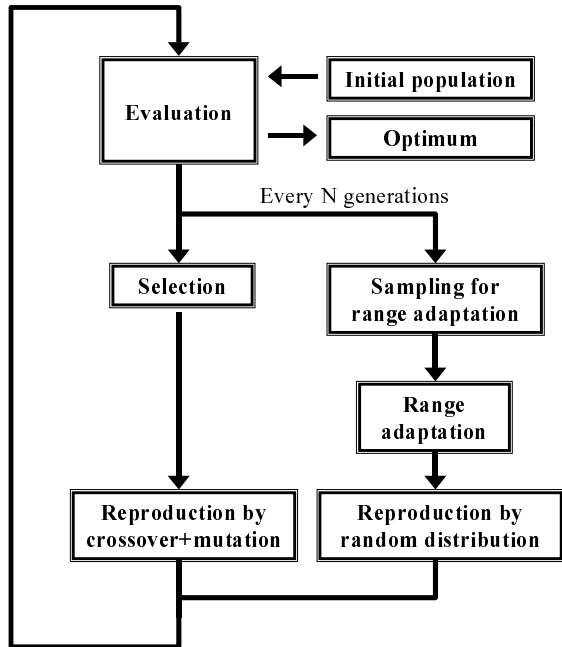 Initial population
Evaluation
Optimum
Every N generations
Selection
Sampling for
range adaptation
Range
adaptation
Reproduction by
crossover+mutation
Reproduction by
random distribution